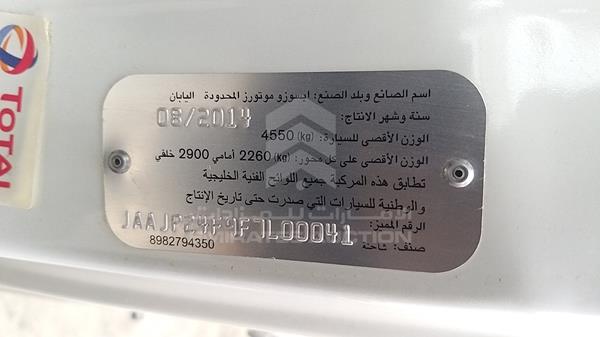 TOTAL
اسم الصانع وبلد الصنع: ايسوزو موتورز المحدودة اليابان
سنة وشهر الانتاج: 08/2014
الوزن الأقصى للسيارة: (kg) 4550
الوزن الأقصى على كل محور: (kg) 2260 أمامي 2900 خلفي
تطابق هذه المركبة جميع اللوائح الفنية الخليجية
والوطنية للسيارات التي صدرت حتى تاريخ الإنتاج
الرقم المميز:
صنف: شاحنة
8982794350